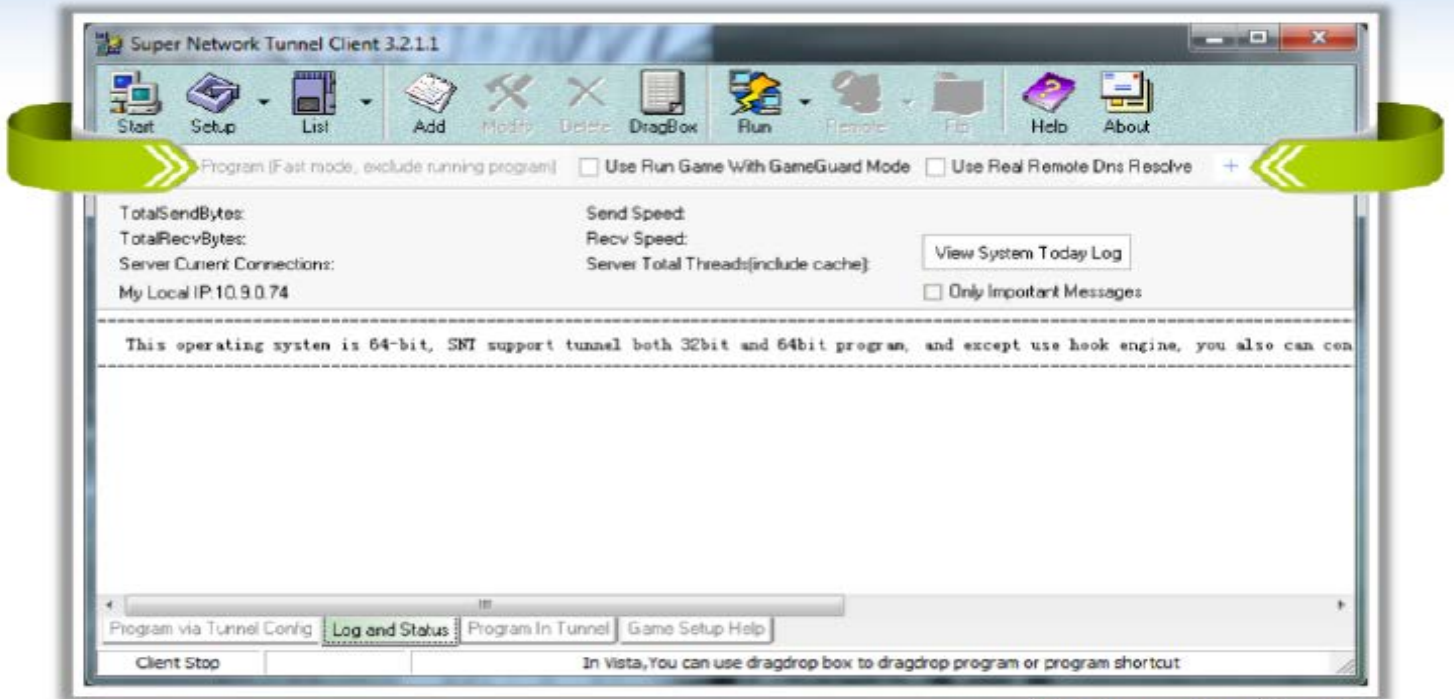 Super Network Tunnel Client 3.2.1.1
Start Setup List Add Modify Delete DragBox Run Remote Ftp Help About
Program (Fast mode, exclude running program) Use Run Game With GameGuard Mode Use Real Remote Dns Resolve +
TotalSendBytes: Send Speed:
TotalRecvBytes: Recv Speed:
View System Today Log
Server Current Connections: Server Total Threads(include cache):
My Local IP:10.9.0.74 Only Important Messages
This operating system is 64-bit, SNT support tunnel both 32bit and 64bit program, and except use hook engine, you also can con
Program via Tunnel Config Log and Status Program In Tunnel Game Setup Help
Client Stop In Vista,You can use dragdrop box to dragdrop program or program shortcut